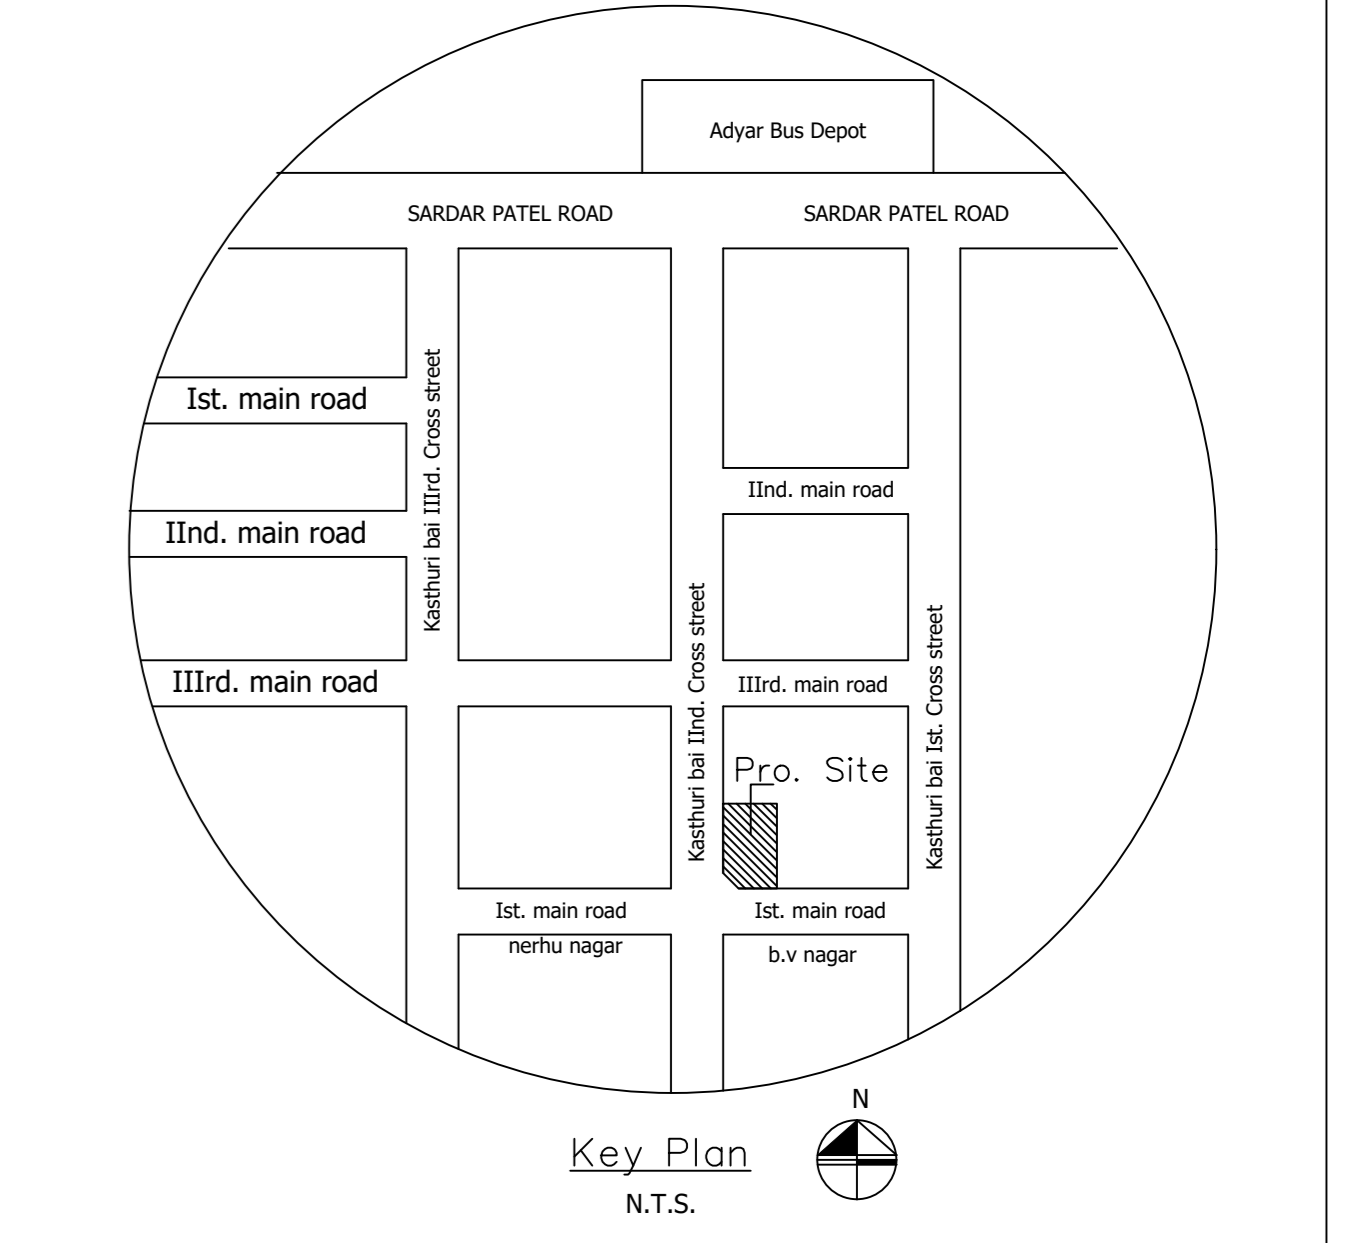 Adyar Bus Depot
SARDAR PATEL ROAD
SARDAR PATEL ROAD
Ist. main road
Kasthuri bai IIIrd. Cross street
IInd. main road
IInd. main road
Kasthuri bai IInd. Cross street
Kasthuri bai Ist. Cross street
IIIrd. main road
IIIrd. main road
Pro. Site
Ist. main road
nerhu nagar
Ist. main road
b.v nagar
N
Key Plan
N.T.S.